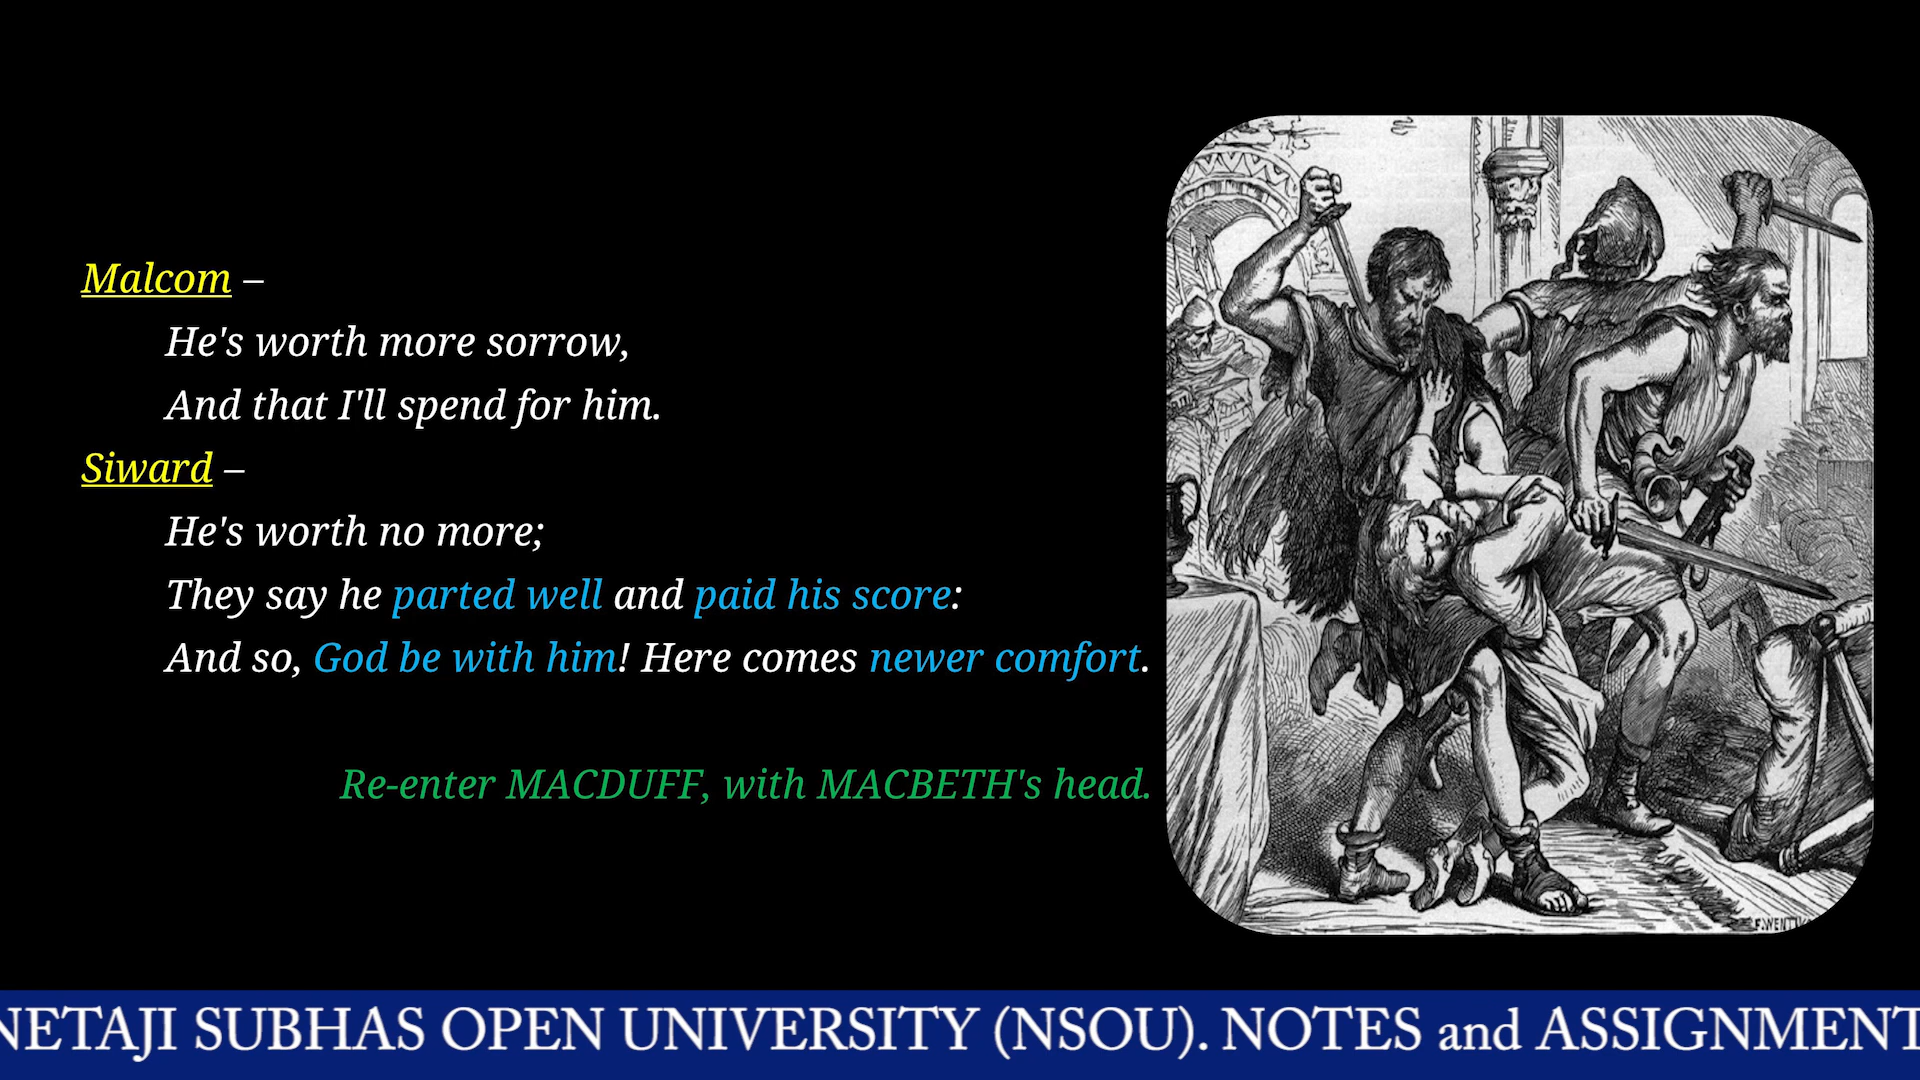 Malcom –
He's worth more sorrow,
And that I'll spend for him.
Siward –
He's worth no more;
They say he parted well and paid his score:
And so, God be with him! Here comes newer comfort.
Re-enter MACDUFF, with MACBETH's head.
NETAJI SUBHAS OPEN UNIVERSITY (NSOU). NOTES and ASSIGNMENT